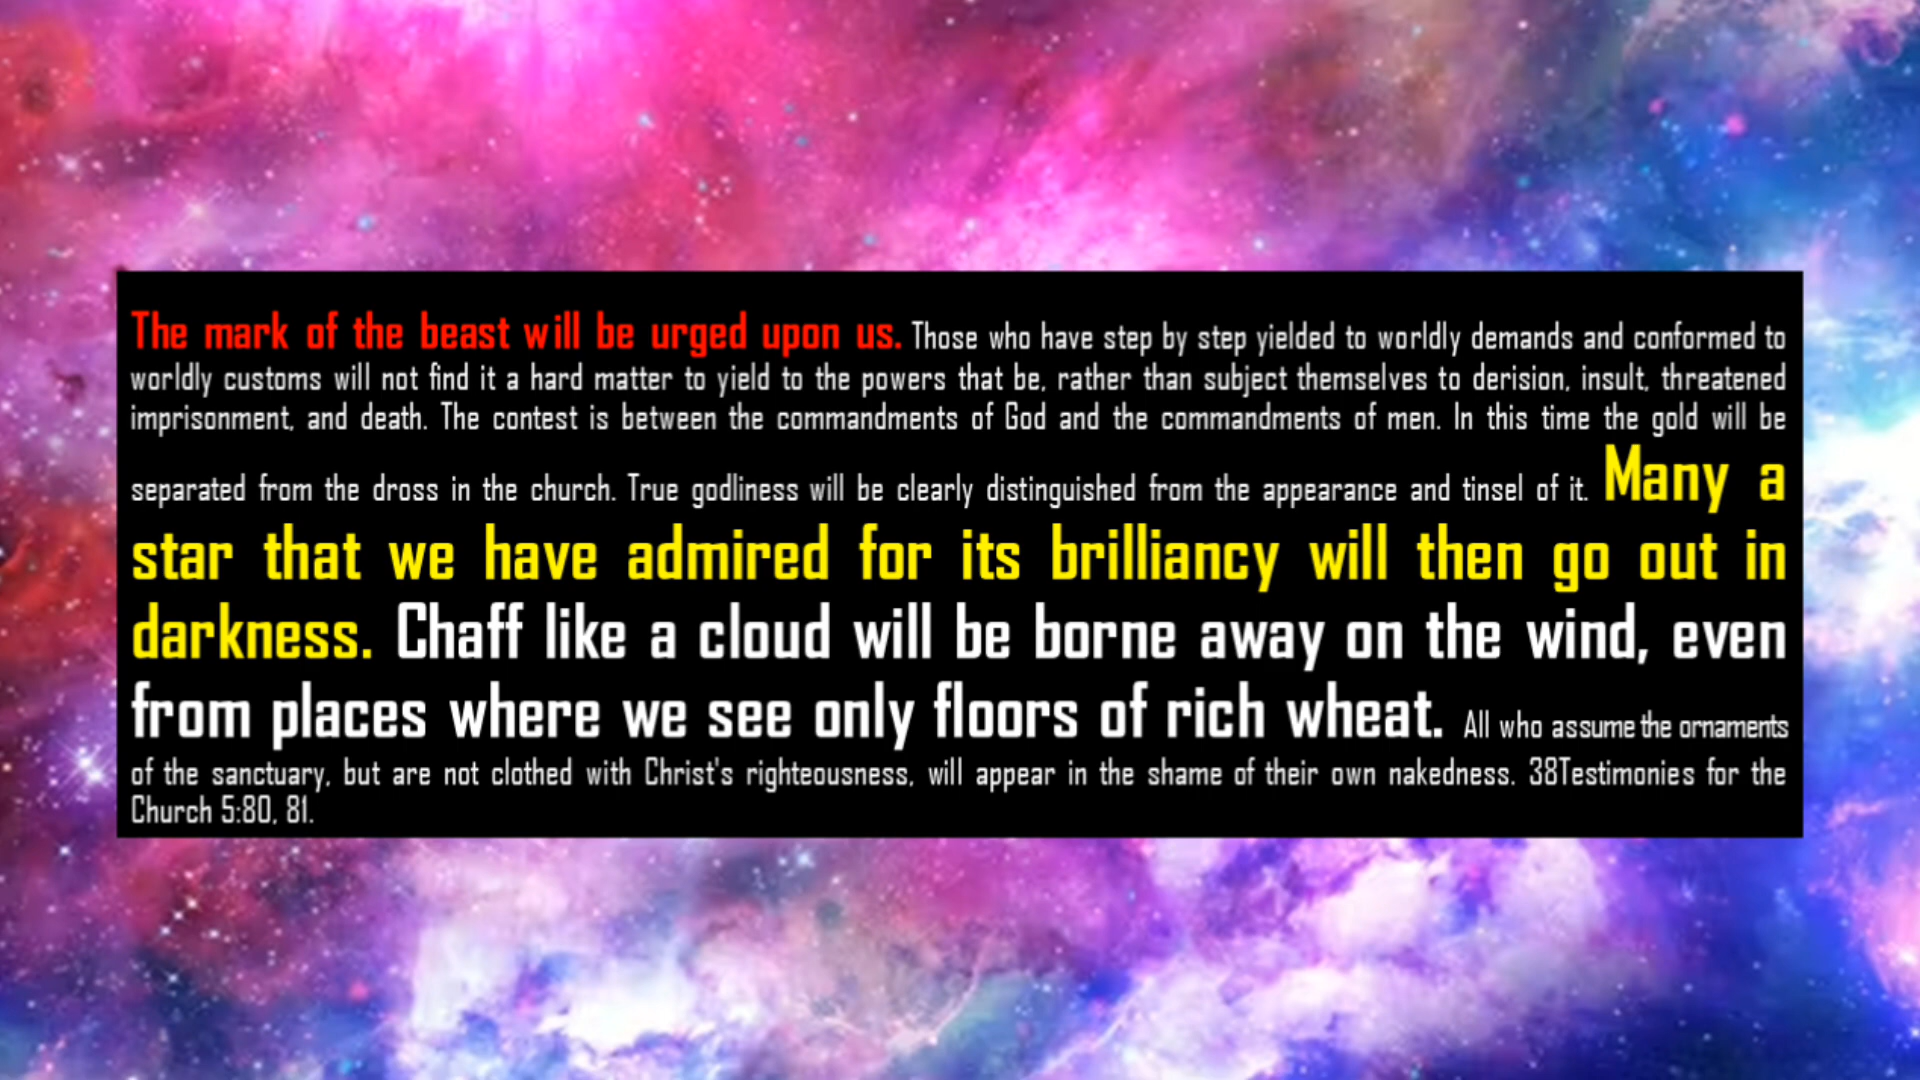 The mark of the beast will be urged upon us. Those who have step by step yielded to worldly demands and conformed to
worldly customs will not find it a hard matter to yield to the powers that be, rather than subject themselves to derision, insult, threatened
imprisonment, and death. The contest is between the commandments of God and the commandments of men. In this time the gold will be
separated from the dross in the church. True godliness will be clearly distinguished from the appearance and tinsel of it. Many a
star that we have admired for its brilliancy will then go out in
darkness. Chaff like a cloud will be borne away on the wind, even
from places where we see only floors of rich wheat. All who assume the ornaments
of the sanctuary, but are not clothed with Christ's righteousness, will appear in the shame of their own nakedness. 38Testimonies for the
Church 5:80, 81.